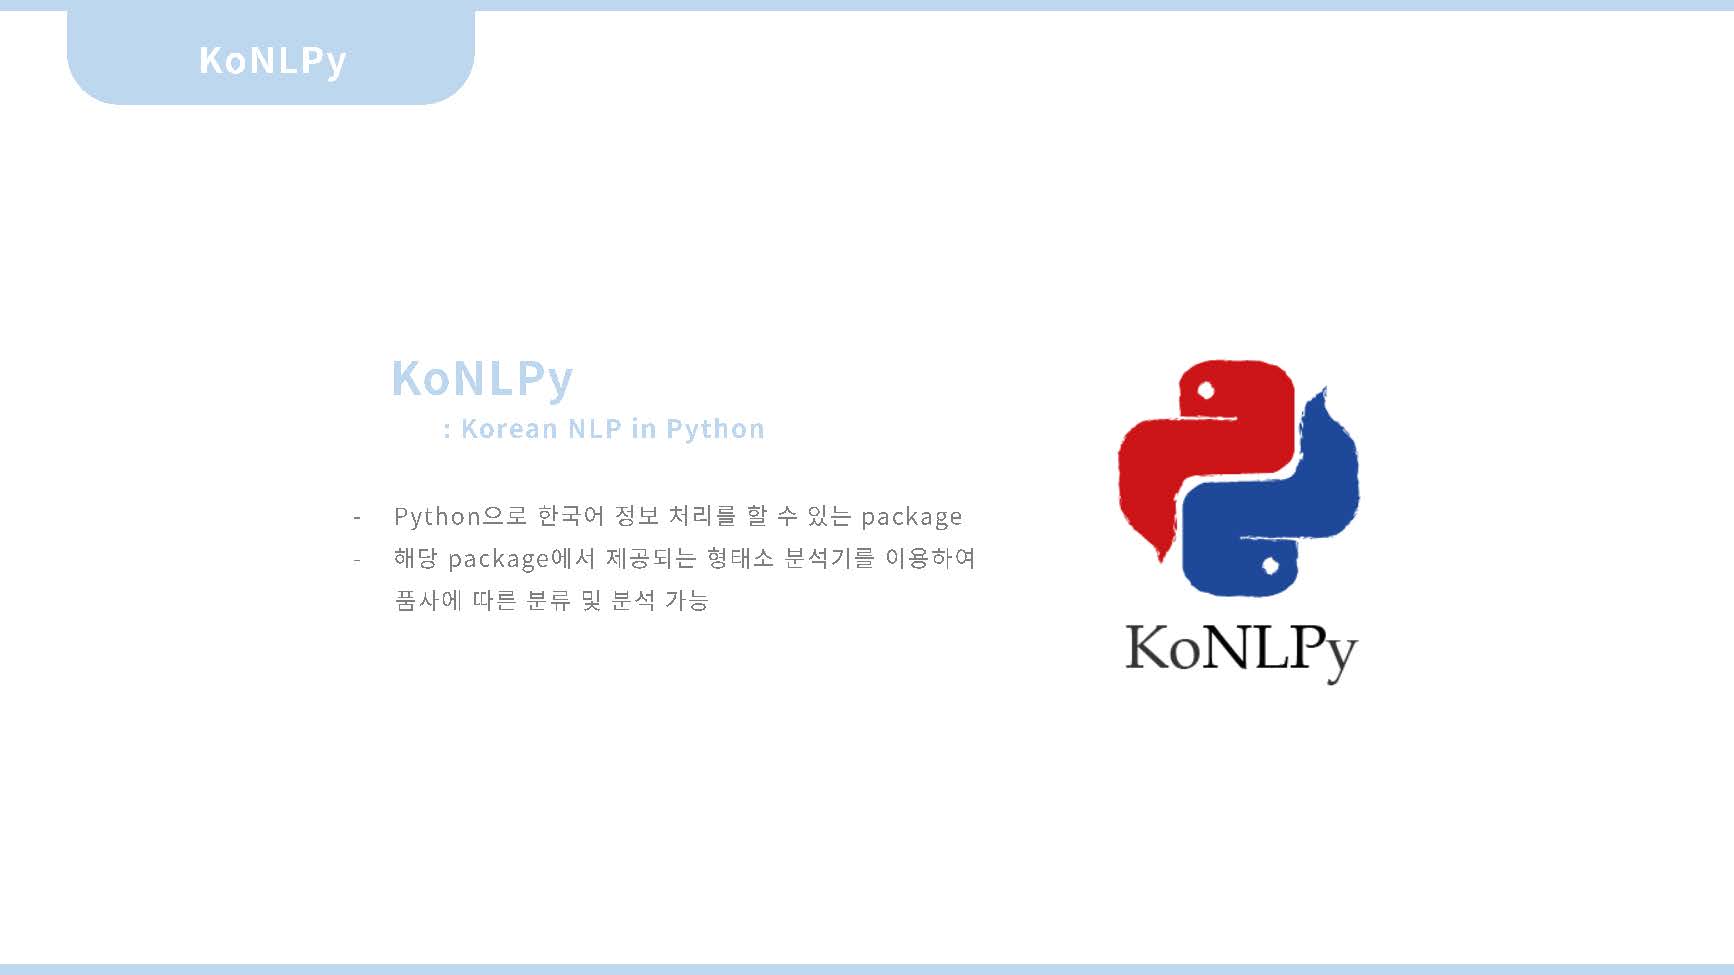 KoNLPy
KoNLPy
: Korean NLP in Python
- Python으로 한국어 정보 처리를 할 수 있는 package
- 해당 package에서 제공되는 형태소 분석기를 이용하여
품사에 따른 분류 및 분석 가능
KoNLPy